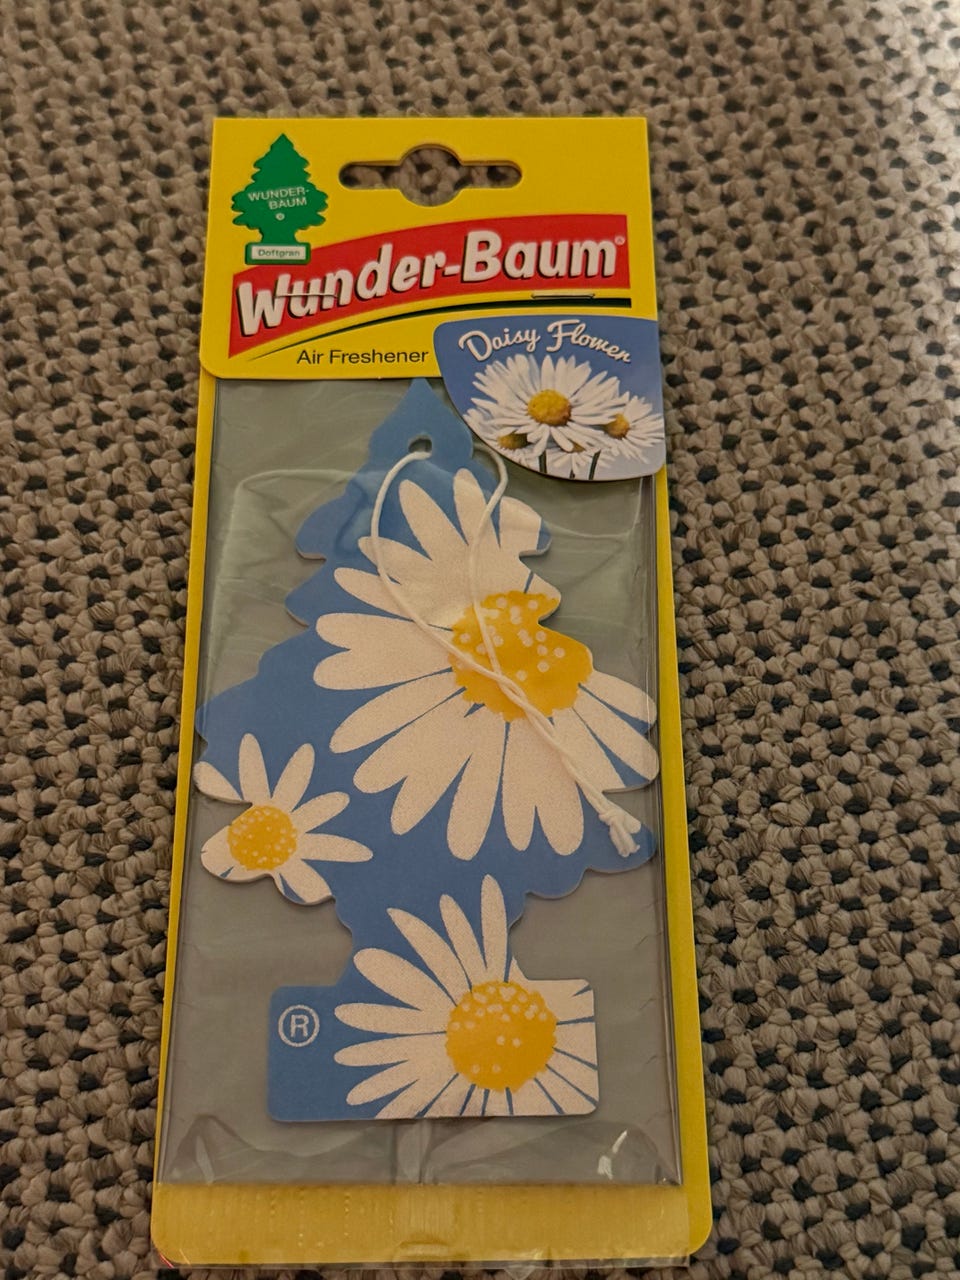 WUNDER-
BAUM
®
Doftgran
Wunder-Baum®
Air Freshener
Daisy Flower
®